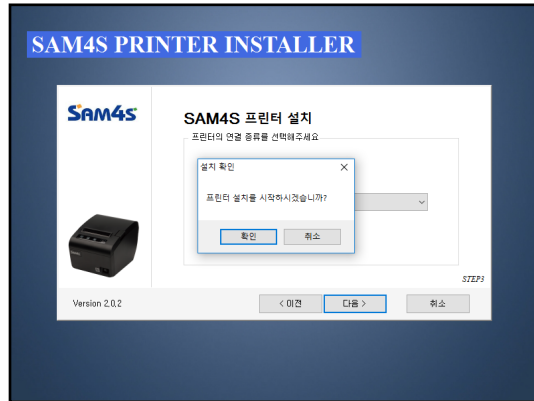 SAM4S PRINTER INSTALLER
SAM4S
SAM4S 프린터 설치
프린터의 연결 종류를 선택해주세요
설치 확인
프린터 설치를 시작하시겠습니까?
확인
취소
STEP3
Version 2,0,2
< 이전
다음 >
취소